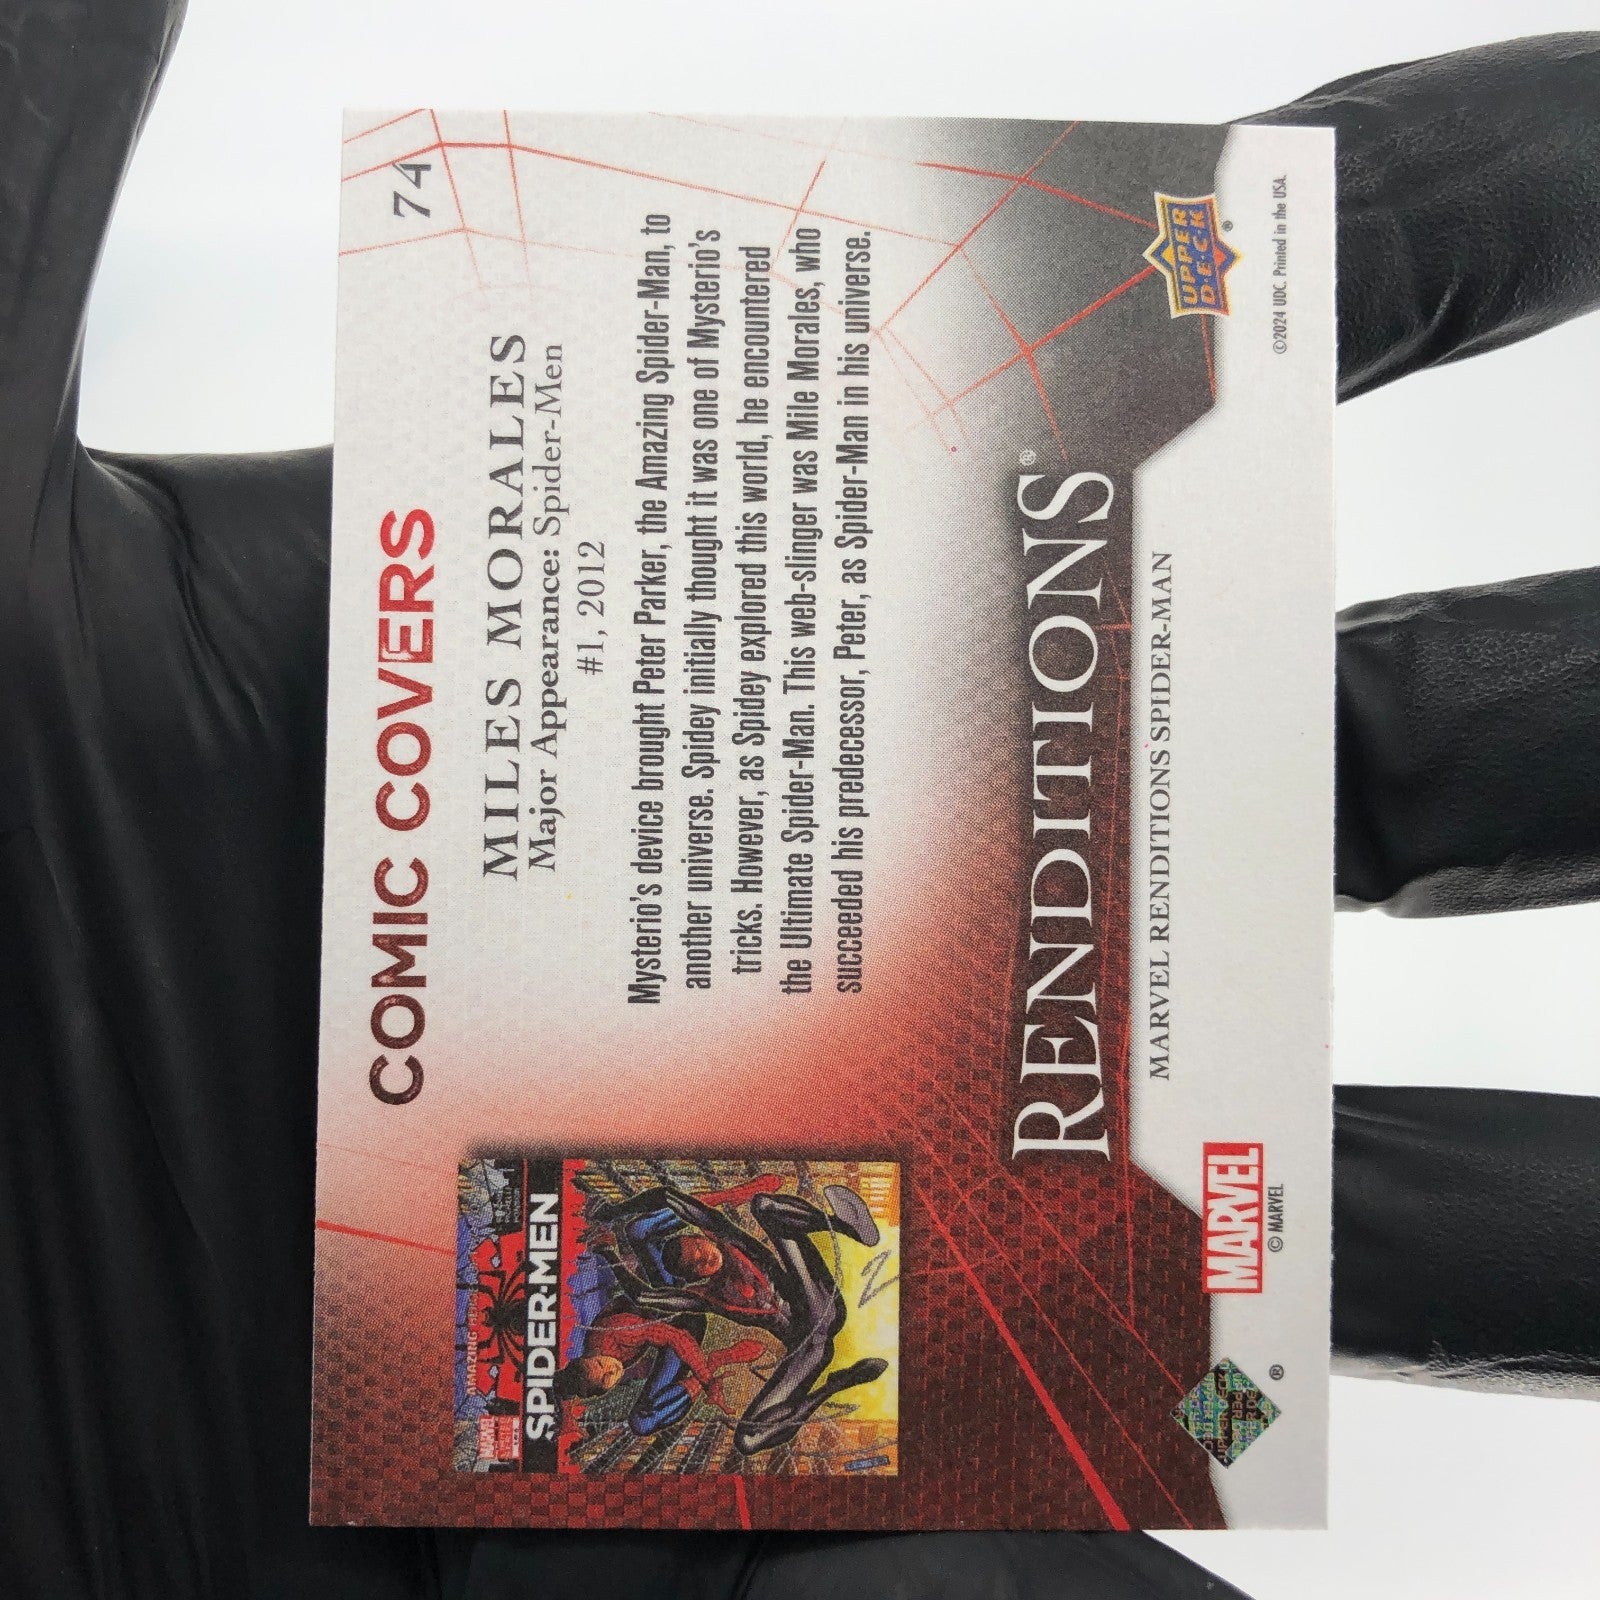 COMIC COVERS
74
MILES MORALES
Major Appearance: Spider-Men
#1, 2012
Mysterio's device brought Peter Parker, the Amazing Spider-Man, to
another universe. Spidey initially thought it was one of Mysterio's
tricks. However, as Spidey explored this world, he encountered
the Ultimate Spider-Man. This web-slinger was Mile Morales, who
succeeded his predecessor, Peter, as Spider-Man in his universe.
MARVEL
SPIDER-MEN
RENDITIONS®
MARVEL RENDITIONS SPIDER-MAN
MARVEL
© MARVEL
UPPER
D·E·C·K
®
©2024 UDC. Printed in the USA.
®